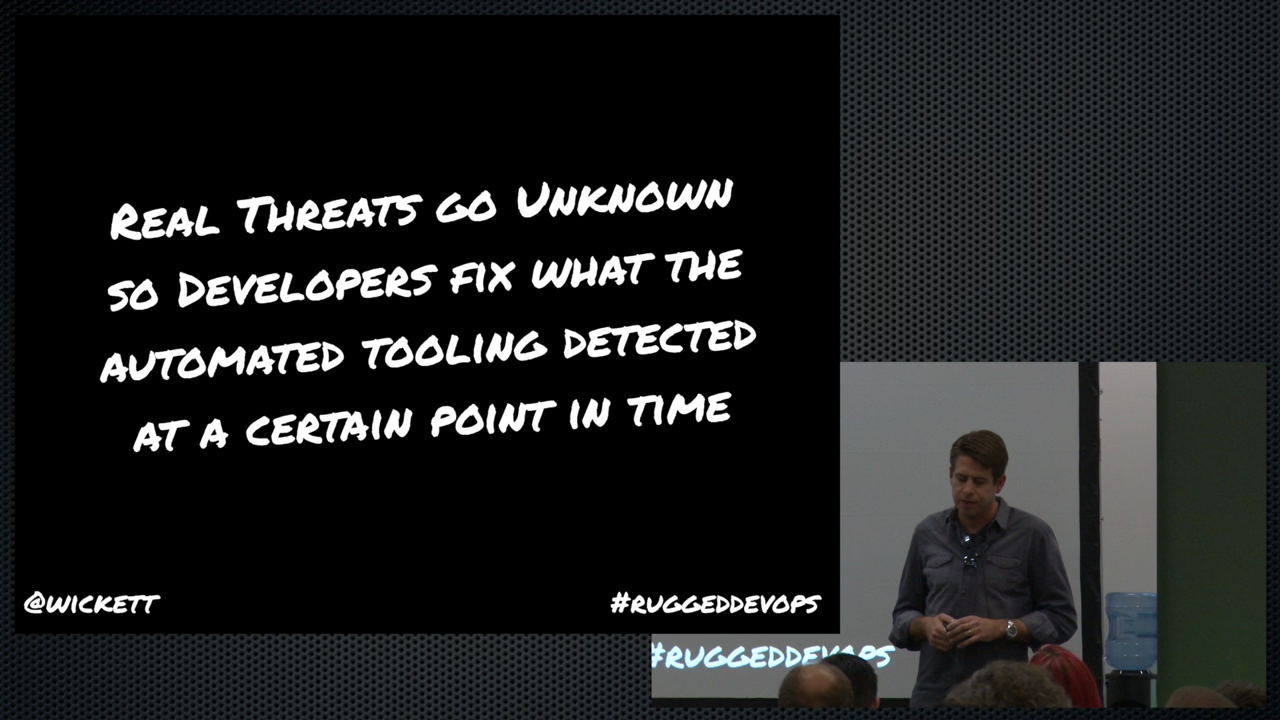 Real Threats go Unknown
so Developers fix what the
automated tooling detected
at a certain point in time
@wickett
#ruggeddevops
#ruggeddevops